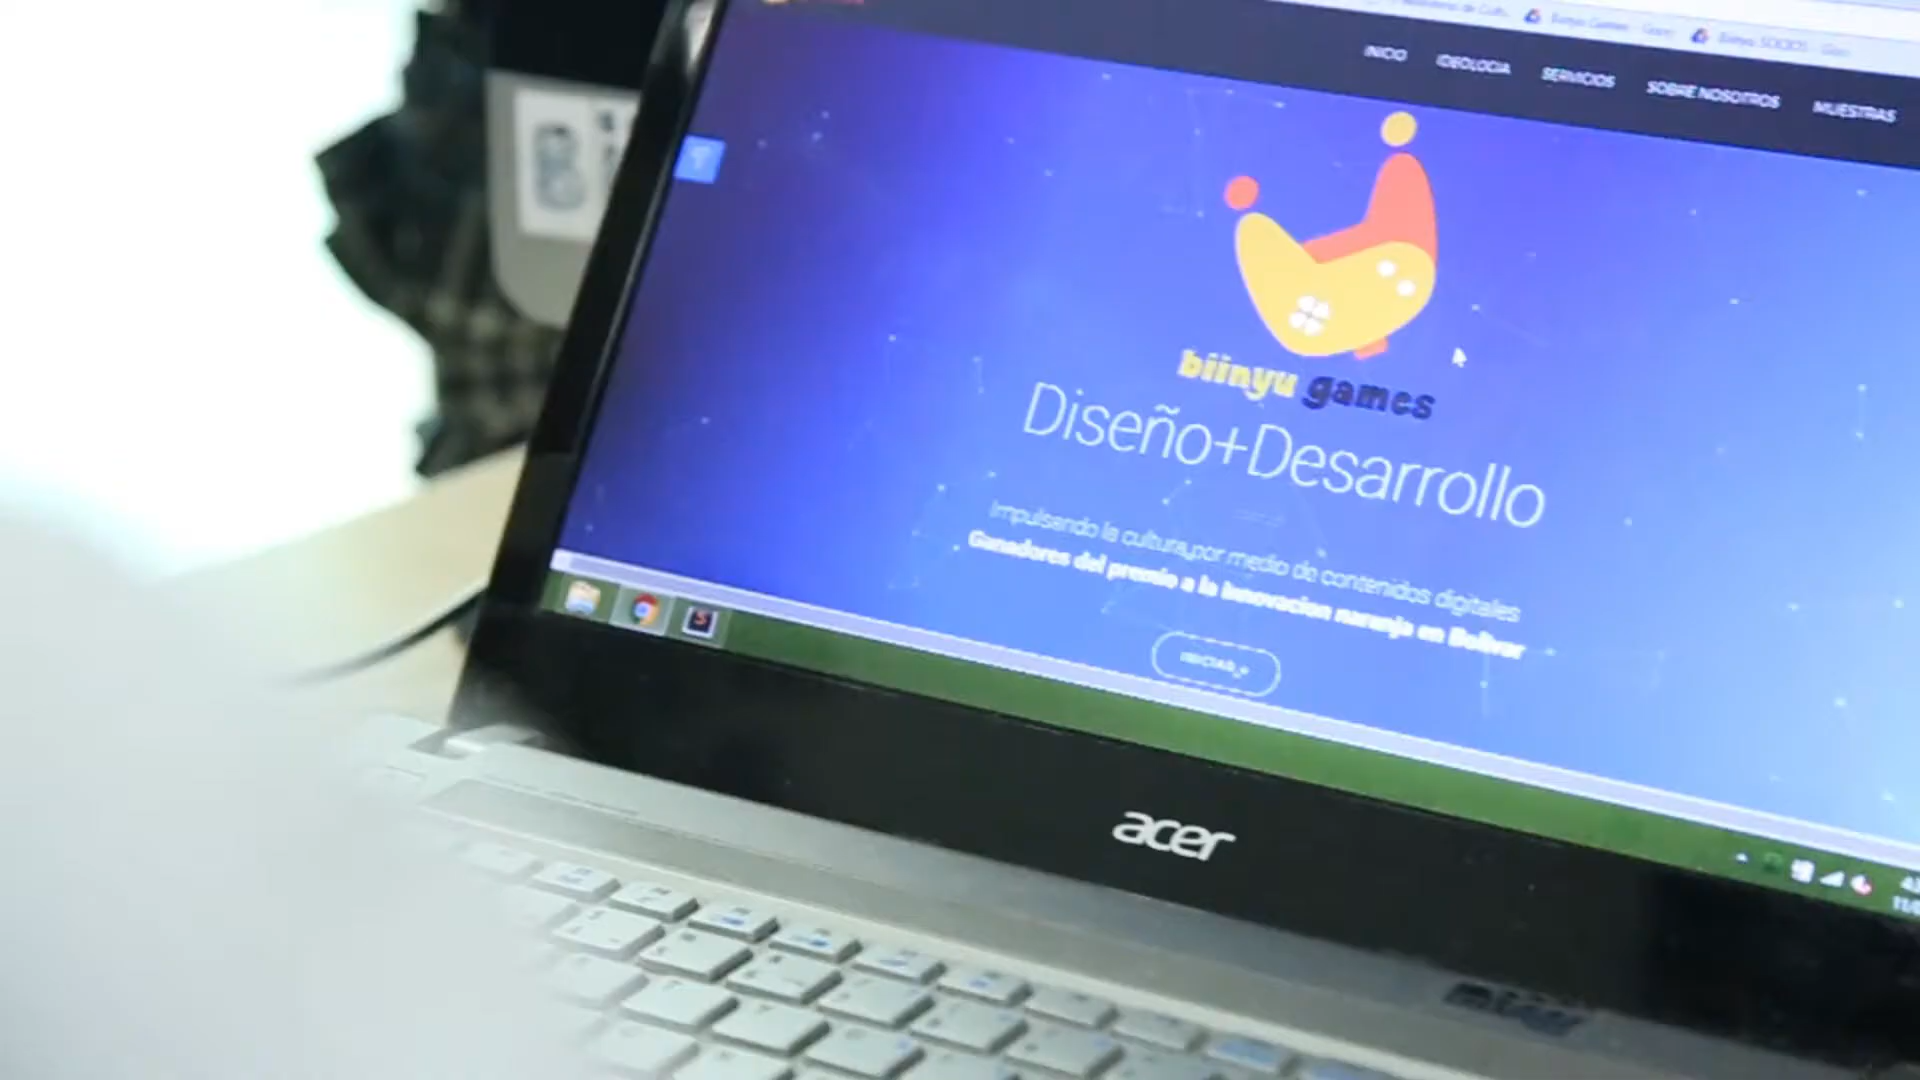 INICIO IDEOLOGIA SERVICIOS SOBRE NOSOTROS MUESTRAS
biinyu games
Diseño+Desarrollo
Impulsando la cultura por medio de contenidos digitales
Ganadores del premio a la innovacion naranja en Bolivar
INICIAR
acer